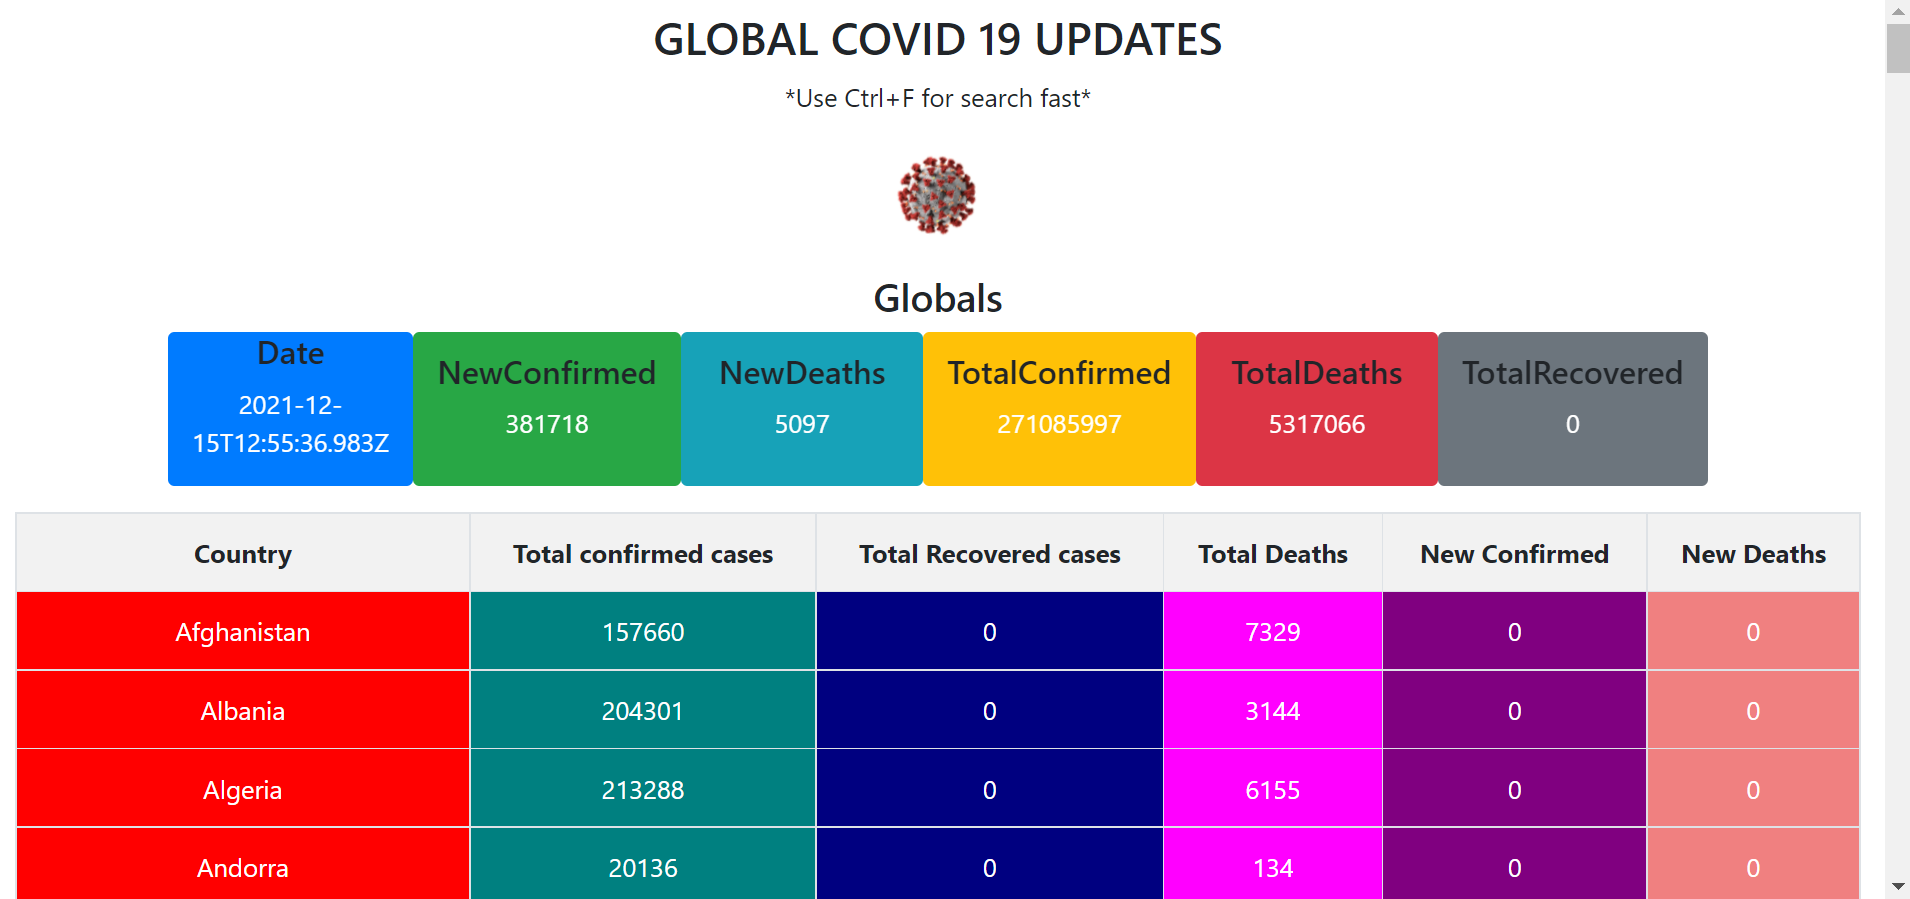 GLOBAL COVID 19 UPDATES
*Use Ctrl+F for search fast*
Globals
Date
2021-12-
15T12:55:36.983Z
NewConfirmed
381718
NewDeaths
5097
TotalConfirmed
271085997
TotalDeaths
5317066
TotalRecovered
0
Country Total confirmed cases Total Recovered cases Total Deaths New Confirmed New Deaths
Afghanistan 157660 0 7329 0 0
Albania 204301 0 3144 0 0
Algeria 213288 0 6155 0 0
Andorra 20136 0 134 0 0